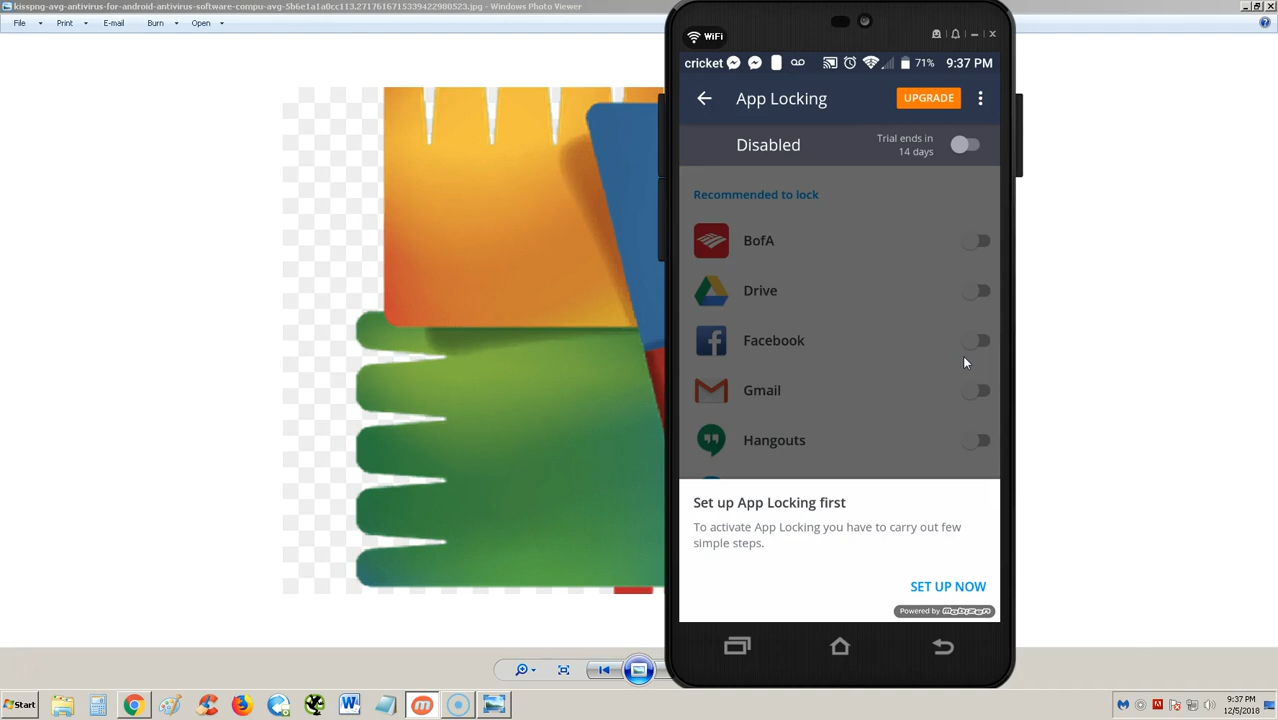 kisspng-avg-antivirus-for-android-antivirus-software-compu-avg-5b6e1a1a0cc113.2717616715339422980523.jpg - Windows Photo Viewer
File Print E-mail Burn Open
WiFi
cricket 71% 9:37 PM
App Locking UPGRADE
Disabled
Trial ends in
14 days
Recommended to lock
BofA
Drive
Facebook
Gmail
Hangouts
Set up App Locking first
To activate App Locking you have to carry out few
simple steps.
SET UP NOW
Powered by Mobizen
Start
9:37 PM
12/5/2018